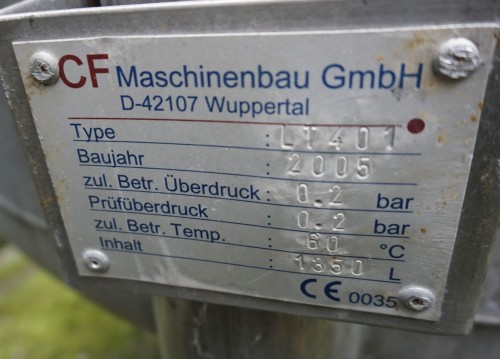 CF Maschinenbau GmbH
D-42107 Wuppertal
Type : LT401
Baujahr : 2005
zul. Betr. Überdruck : 0.2 bar
Prüfüberdruck : 0.2 bar
zul. Betr. Temp. : 60 °C
Inhalt : 1350 L
CE 0035